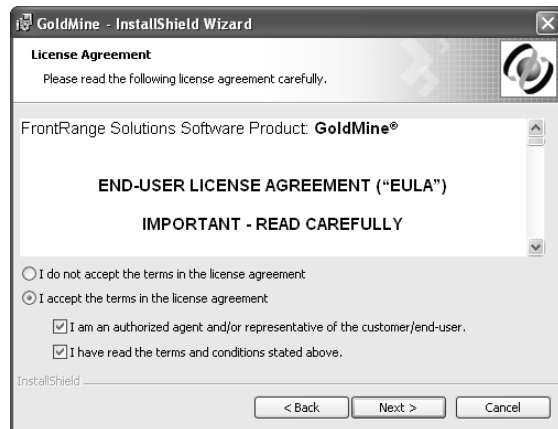 GoldMine - InstallShield Wizard
License Agreement
Please read the following license agreement carefully.
FrontRange Solutions Software Product: GoldMine®
END-USER LICENSE AGREEMENT (“EULA”)
IMPORTANT - READ CAREFULLY
I do not accept the terms in the license agreement
I accept the terms in the license agreement
I am an authorized agent and/or representative of the customer/end-user.
I have read the terms and conditions stated above.
InstallShield
< Back Next > Cancel